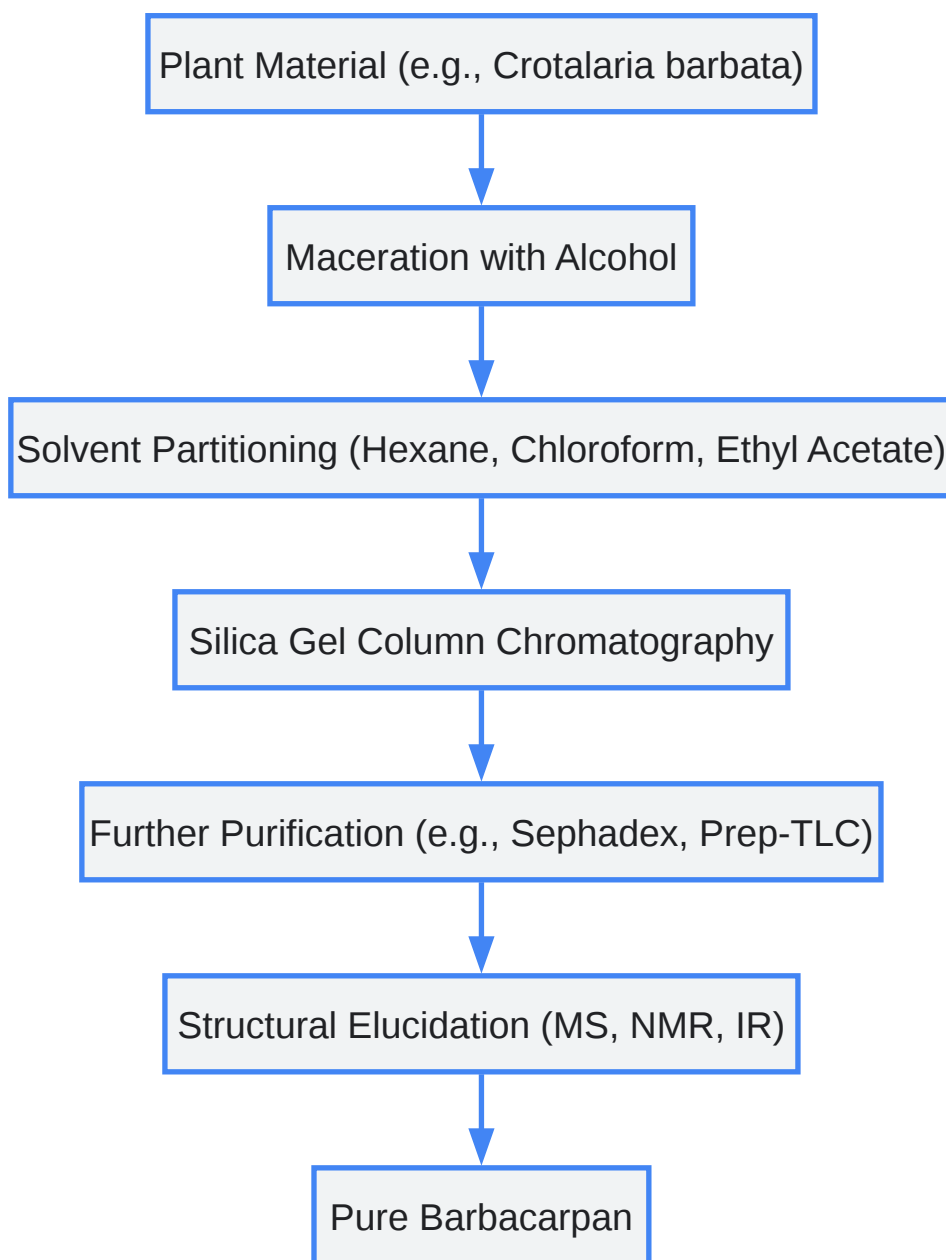 Plant Material (e.g., Crotalaria barbata)
Maceration with Alcohol
Solvent Partitioning (Hexane, Chloroform, Ethyl Acetate)
Silica Gel Column Chromatography
Further Purification (e.g., Sephadex, Prep-TLC)
Structural Elucidation (MS, NMR, IR)
Pure Barbacarpan